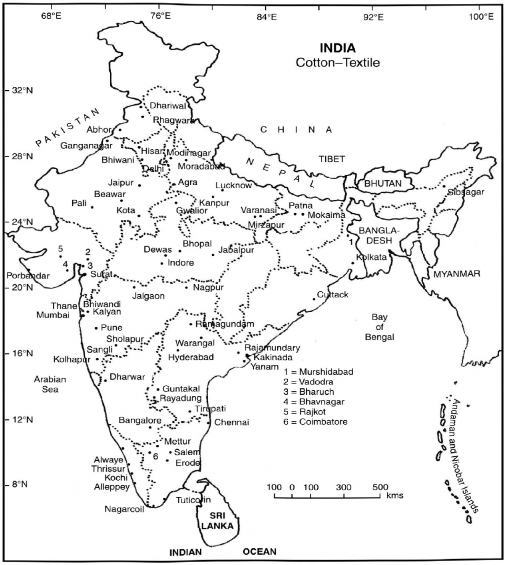 68°E 76°E 84°E 92°E 100°E
INDIA
Cotton–Textile
32°N
28°N
24°N
20°N
16°N
12°N
8°N
PAKISTAN
CHINA
NEPAL
TIBET
BHUTAN
BANGLA-
DESH
MYANMAR
Dhariwal
Phagwara
Abhor
Ganganagar
Hisar
Modinagar
Bhiwani
Delhi
Moradabad
Jaipur
Agra
Lucknow
Sibsagar
Beawar
Pali
Kota
Gwalior
Kanpur
Varanasi
Patna
Mokaima
Mirzapur
Bhopal
Dewas
Jabalpur
Indore
Kolkata
5
2
4
3
Porbandar
Surat
Jalgaon
Nagpur
Cuttack
Thane
Bhiwandi
Mumbai
Kalyan
Bay
of
Bengal
Pune
Ramagundam
Sholapur
Warangal
Rajamundary
Sangli
Kakinada
Kolhapur
Hyderabad
Yanam
Arabian
Sea
Dharwar
Guntakal
Rayadung
Tirupati
Bangalore
Chennai
1 = Murshidabad
2 = Vadodra
3 = Bharuch
4 = Bhavnagar
5 = Rajkot
6 = Coimbatore
Mettur
6
Salem
Erode
Alwaye
Thrissur
Kochi
Alleppey
Nagarcoil
Tuticorin
SRI
LANKA
Andaman and Nicobar Islands
100 0 100 300 500
kms
INDIAN OCEAN